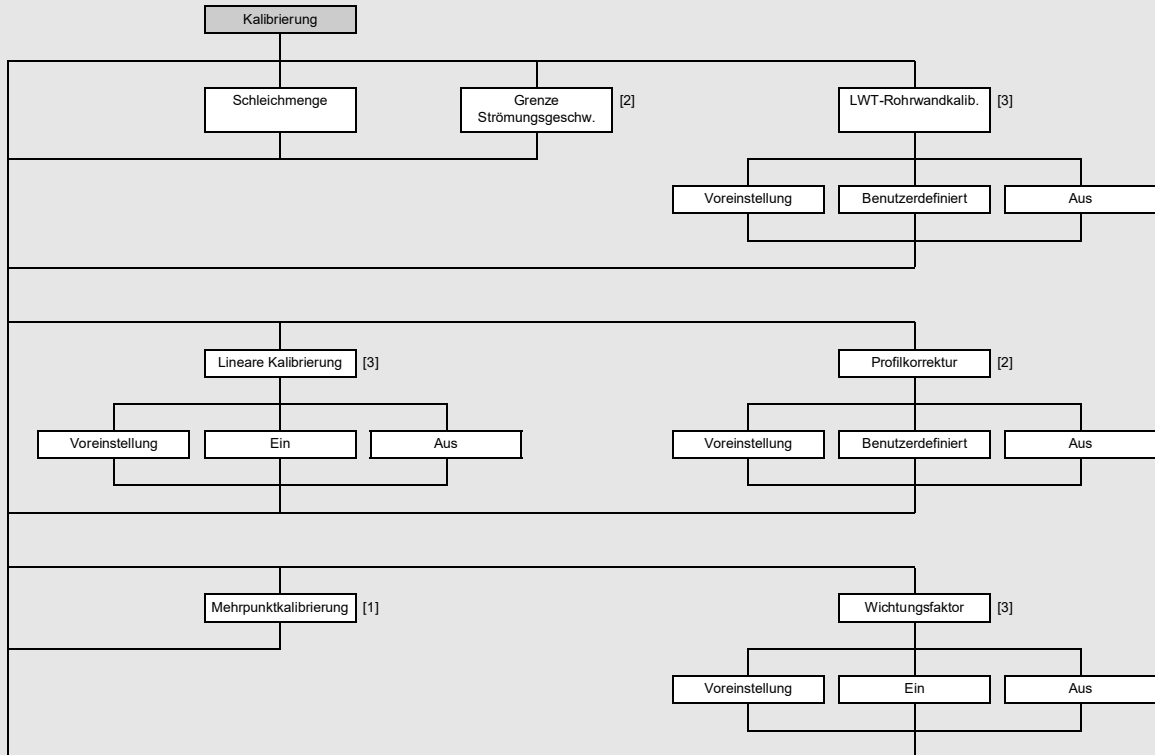 Kalibrierung
Schleichmenge
Grenze
Strömungsgeschw.
[2]
LWT-Rohrwandkalib.
[3]
Voreinstellung
Benutzerdefiniert
Aus
Lineare Kalibrierung
[3]
Profilkorrektur
[2]
Voreinstellung
Ein
Aus
Voreinstellung
Benutzerdefiniert
Aus
Mehrpunktkalibrierung
[1]
Wichtungsfaktor
[3]
Voreinstellung
Ein
Aus